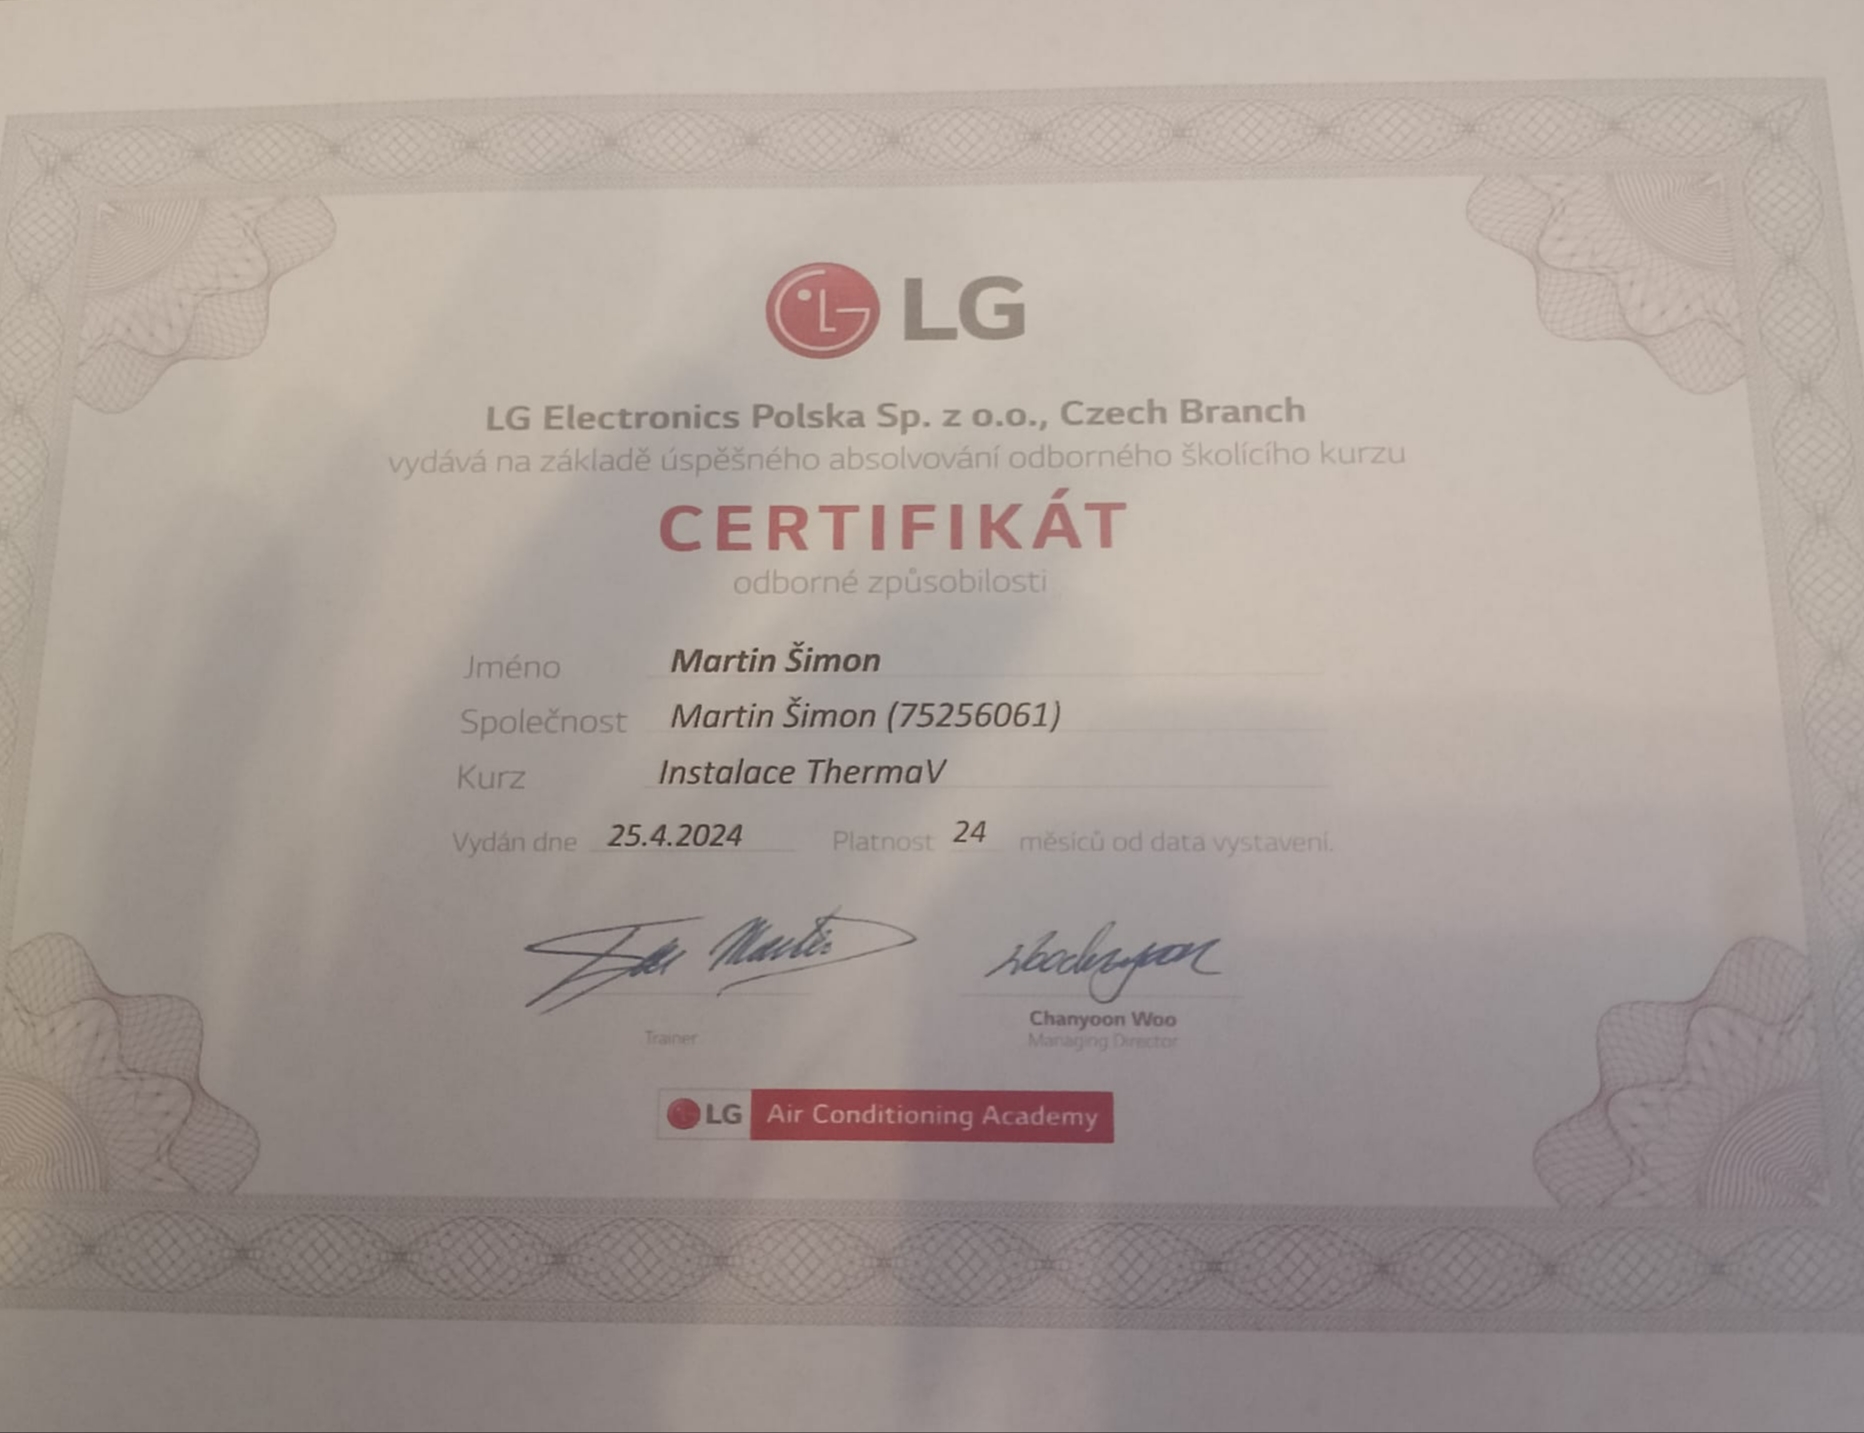 LG
LG Electronics Polska Sp. z o.o., Czech Branch
vydává na základě úspěšného absolvování odborného školícího kurzu
CERTIFIKÁT
odborné způsobilosti
Jméno Martin Šimon
Společnost Martin Šimon (75256061)
Kurz Instalace ThermaV
Vydán dne 25.4.2024 Platnost 24 měsíců od data vystavení.
Trainer
Chanyoon Woo
Managing Director
LG Air Conditioning Academy